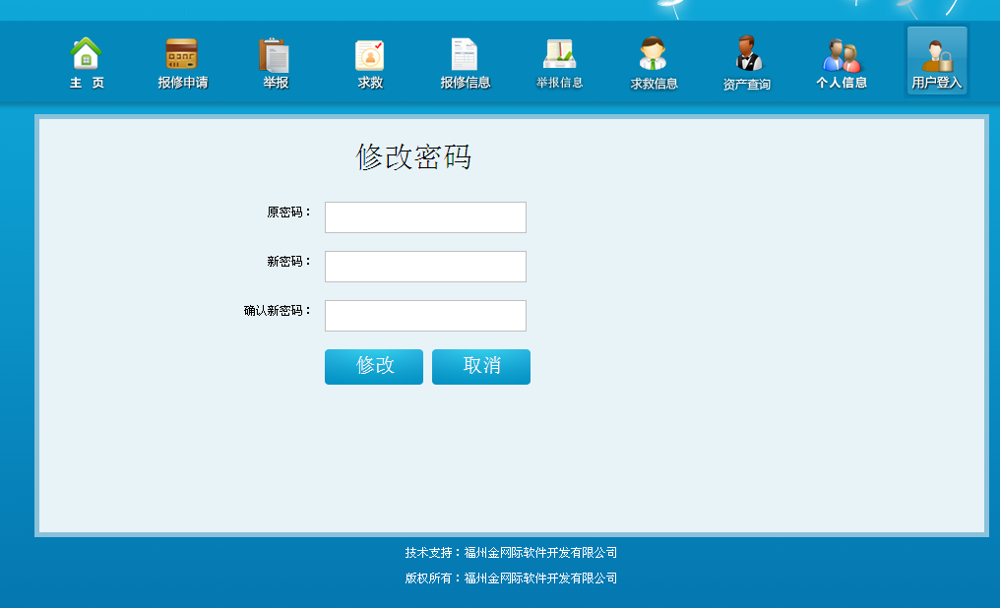 主 页 报修申请 举报 求救 报修信息 举报信息 求救信息 资产查询 个人信息 用户登入
修改密码
原密码：
新密码：
确认新密码：
修改 取消
技术支持：福州金网际软件开发有限公司
版权所有：福州金网际软件开发有限公司